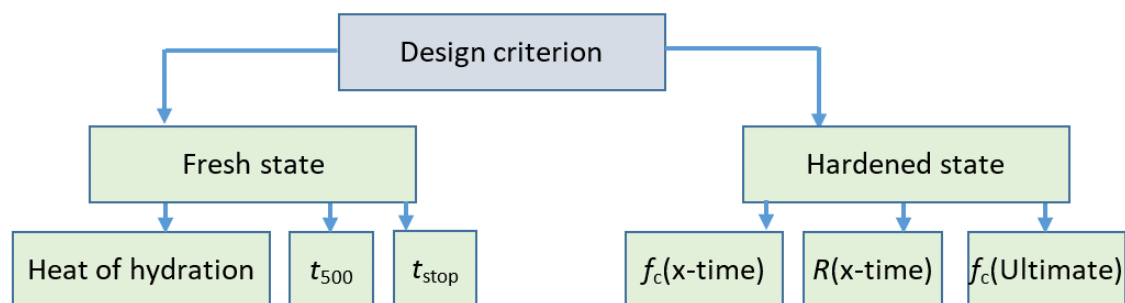 Design criterion
Fresh state
Hardened state
Heat of hydration
t500
tstop
fc(x-time)
R(x-time)
fc(Ultimate)